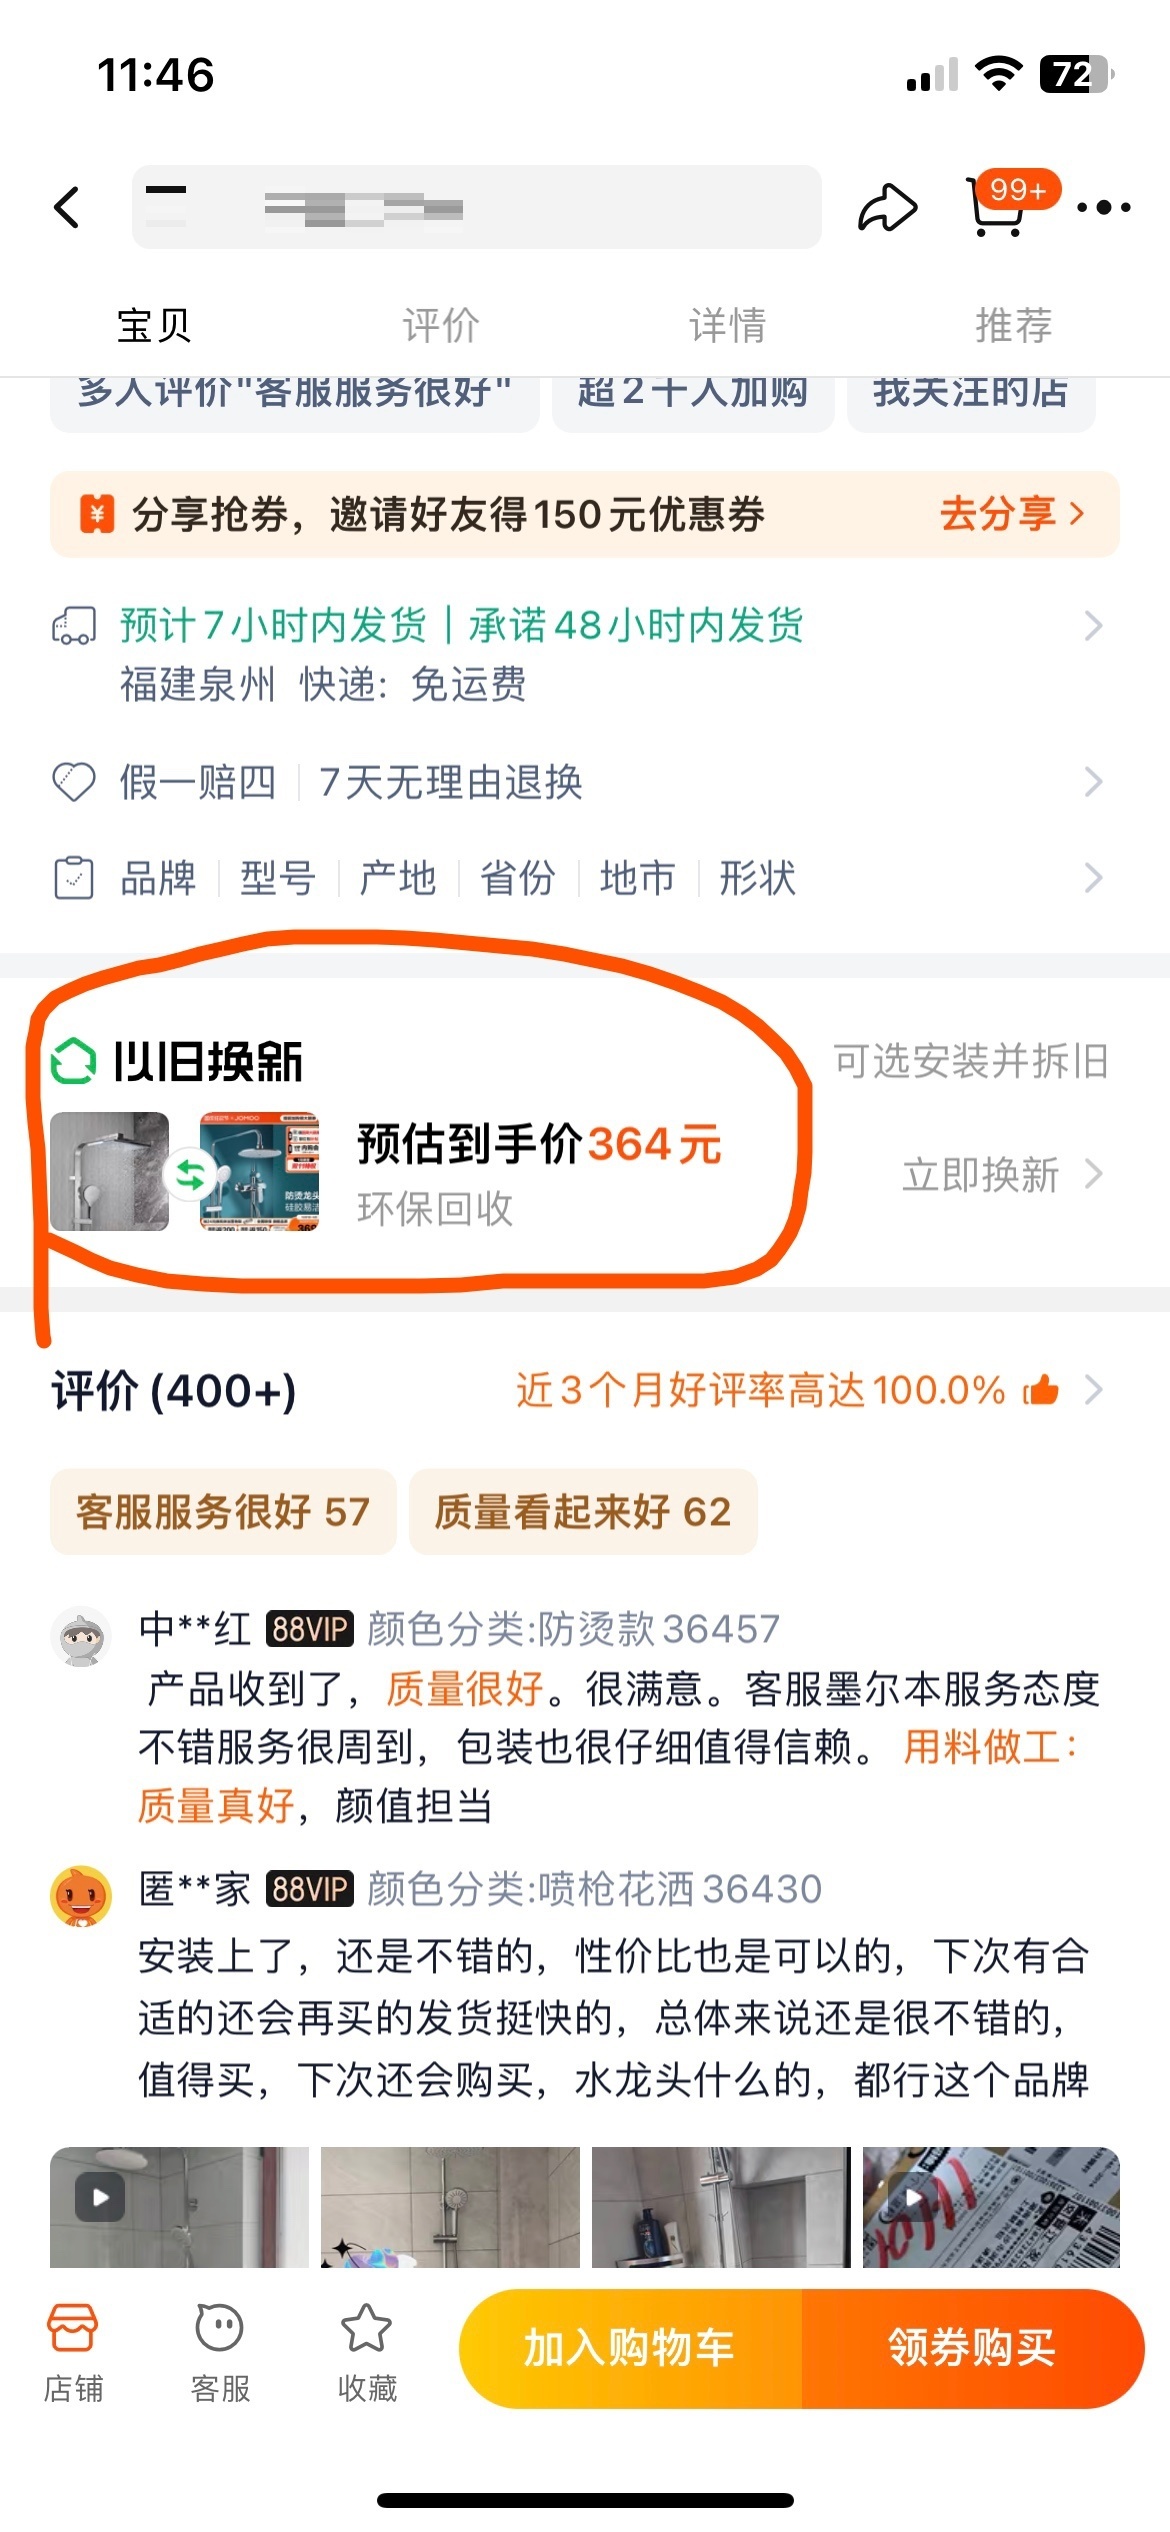 11:46
72
99+
宝贝 评价 详情 推荐
多人评价"客服服务很好" 超2千人加购 我关注的店
分享抢券，邀请好友得150元优惠券 去分享
预计7小时内发货｜承诺48小时内发货
福建泉州 快递：免运费
假一赔四 7天无理由退换
品牌 型号 产地 省份 地市 形状
以旧换新 可选安装并拆旧
JOMOO
防烫龙头
预估到手价364元
环保回收
立即换新
评价 (400+) 近3个月好评率高达100.0%
客服服务很好 57 质量看起来好 62
中**红 88VIP 颜色分类:防烫款36457
产品收到了，质量很好。很满意。客服墨尔本服务态度
不错服务很周到，包装也很仔细值得信赖。 用料做工：
质量真好，颜值担当
匿**家 88VIP 颜色分类:喷枪花洒36430
安装上了，还是不错的，性价比也是可以的，下次有合
适的还会再买的发货挺快的，总体来说还是很不错的，
值得买，下次还会购买，水龙头什么的，都行这个品牌
店铺 客服 收藏 加入购物车 领券购买